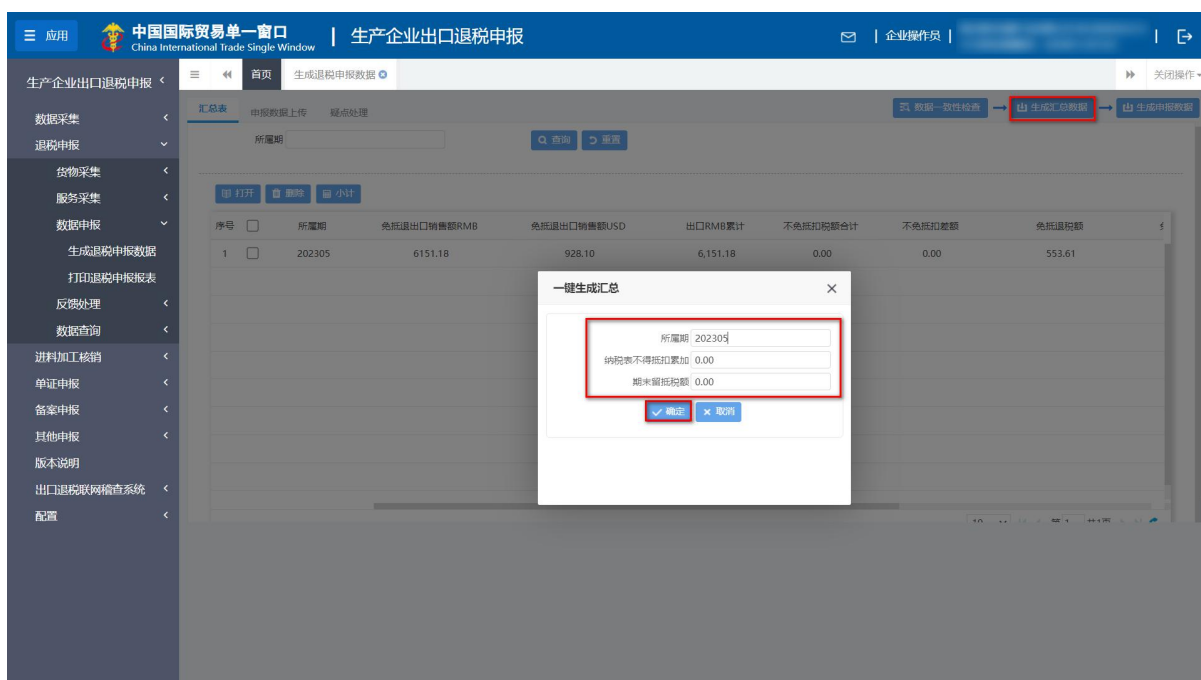 应用
中国国际贸易单一窗口
China International Trade Single Window
生产企业出口退税申报
企业操作员
生产企业出口退税申报
首页
生成退税申报数据
关闭操作
数据采集
退税申报
货物采集
服务采集
数据申报
生成退税申报数据
打印退税申报报表
反馈处理
数据查询
进料加工核销
单证申报
备案申报
其他申报
版本说明
出口退税联网稽查系统
配置
汇总表 申报数据上传 疑点处理
数据一致性检查 生成汇总数据 生成申报数据
所属期 查询 重置
打开 删除 小计
序号 所属期 免抵退出口销售额RMB 免抵退出口销售额USD 出口RMB累计 不免抵扣税额合计 不免抵扣差额 免抵退税额
1 202305 6151.18 928.10 6,151.18 0.00 0.00 553.61
一键生成汇总
所属期 202305
纳税表不得抵扣累加 0.00
期末留抵税额 0.00
确定 取消
10 第 1 共1页